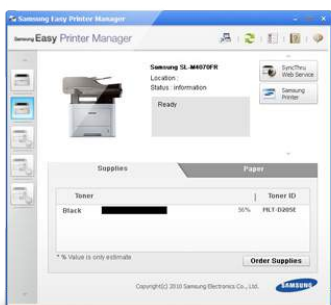 Samsung Easy Printer Manager
Samsung Easy Printer Manager
Samsung SL-M4070FR
Location :
Status : information
Ready
SyncThru
Web Service
Samsung
Printer
Supplies
Paper
Toner
Toner ID
Black
50%
MLT-D205E
* % Value is only estimate
Order Supplies
Copyright(c) 2010 Samsung Electronics Co., Ltd.
SAMSUNG